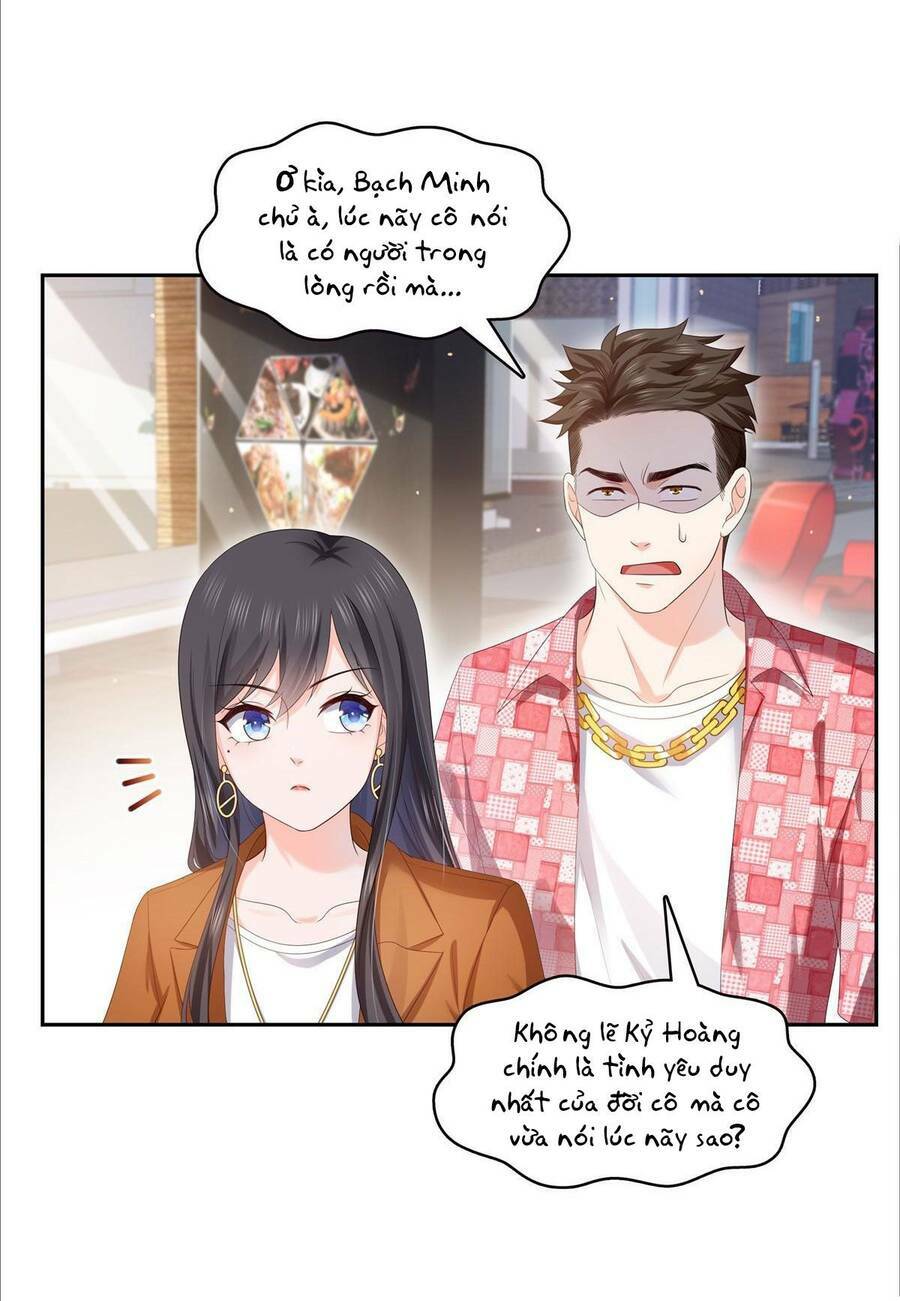 Ơ kìa, Bạch Minh
chủ à, lúc nãy cô nói
là có người trong
lòng rồi mà...
Không lẽ Kỷ Hoàng
chính là tình yêu duy
nhất của đời cô mà cô
vừa nói lúc nãy sao?